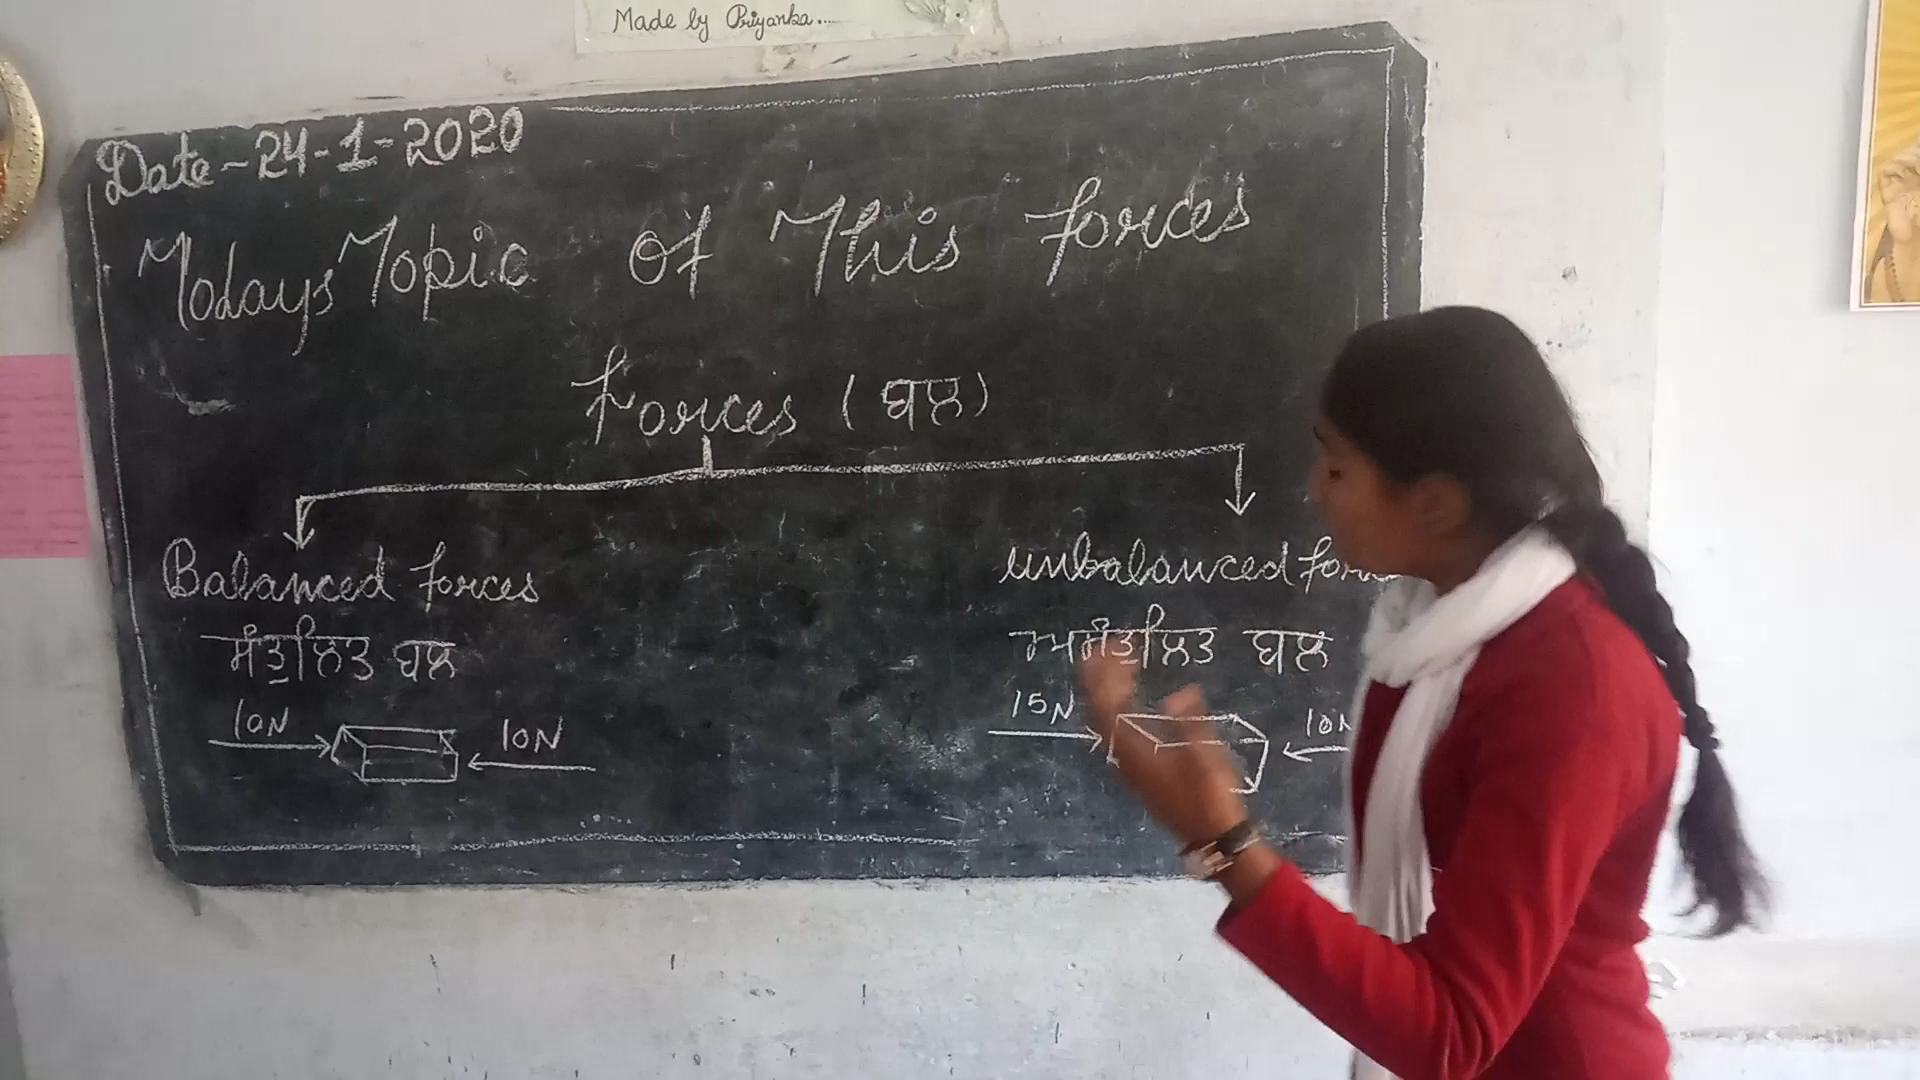 Made by Priyanka....
Date-24-1-2020
Todays Topic Of This forces
Forces (ਬਲ)
Balanced forces
unbalanced
ਸੰਤੁਲਿਤ ਬਲ
ਅਸੰਤੁਲਿਤ ਬਲ
10N
10N
15N
10N